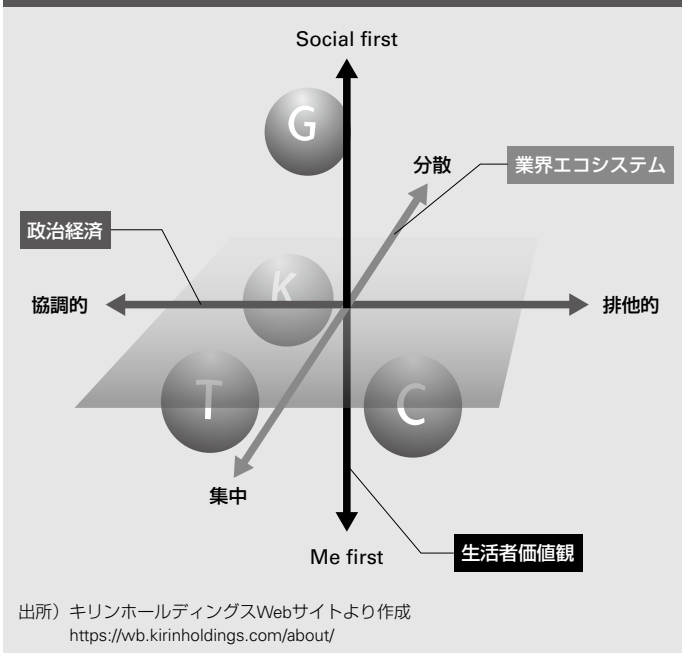 Social first
G
分散
業界エコシステム
政治経済
K
協調的
排他的
T
C
集中
Me first
生活者価値観
出所）キリンホールディングスWebサイトより作成
https://wb.kirinholdings.com/about/